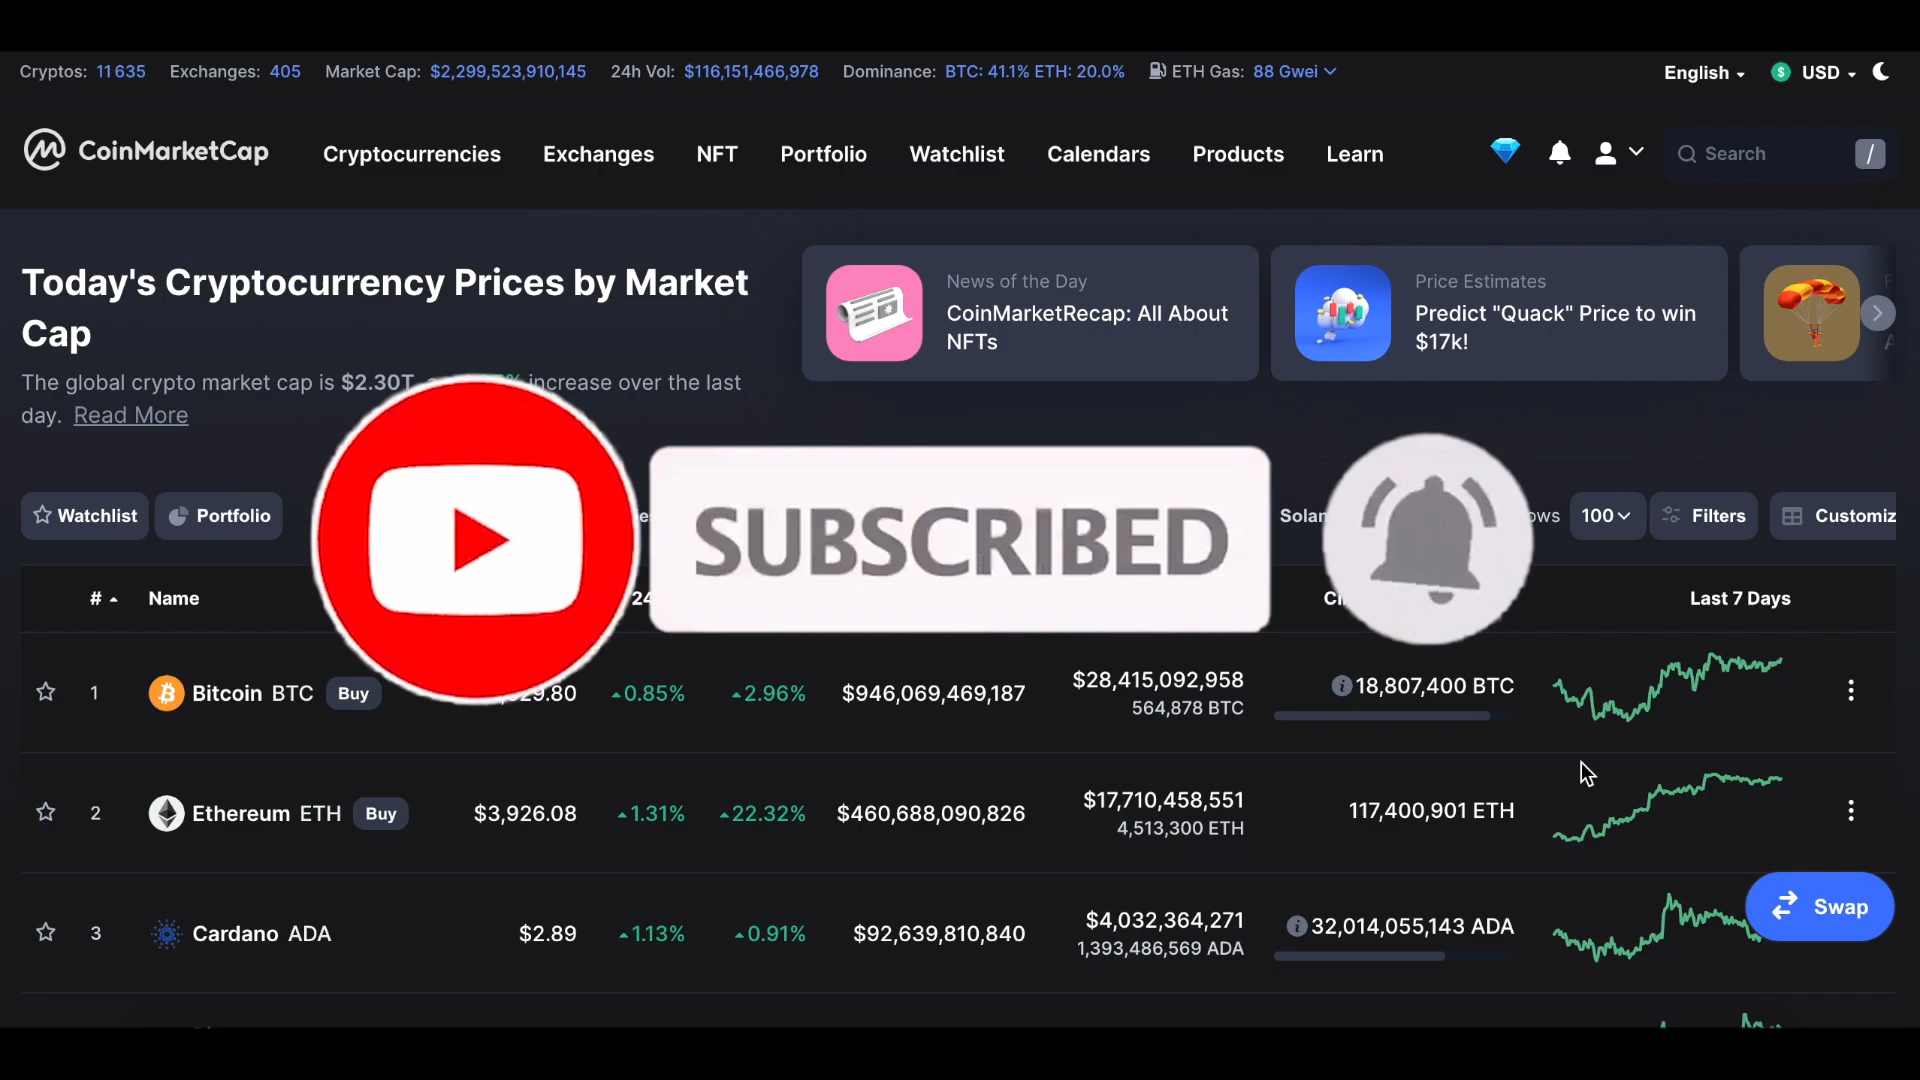 Cryptos: 11 635 Exchanges: 405 Market Cap: $2,299,523,910,145 24h Vol: $116,151,466,978 Dominance: BTC: 41.1% ETH: 20.0% ETH Gas: 88 Gwei English $ USD
CoinMarketCap Cryptocurrencies Exchanges NFT Portfolio Watchlist Calendars Products Learn Search /
Today's Cryptocurrency Prices by Market
Cap
The global crypto market cap is $2.30T increase over the last
day. Read More
News of the Day
CoinMarketRecap: All About
NFTs
Price Estimates
Predict "Quack" Price to win
$17k!
Watchlist Portfolio 100 Filters
SUBSCRIBED
# Name Last 7 Days
1 Bitcoin BTC Buy 0.85% 2.96% $946,069,469,187 $28,415,092,958 18,807,400 BTC
564,878 BTC
2 Ethereum ETH Buy $3,926.08 1.31% 22.32% $460,688,090,826 $17,710,458,551 117,400,901 ETH
4,513,300 ETH
3 Cardano ADA $2.89 1.13% 0.91% $92,639,810,840 $4,032,364,271 32,014,055,143 ADA
1,393,486,569 ADA
Swap